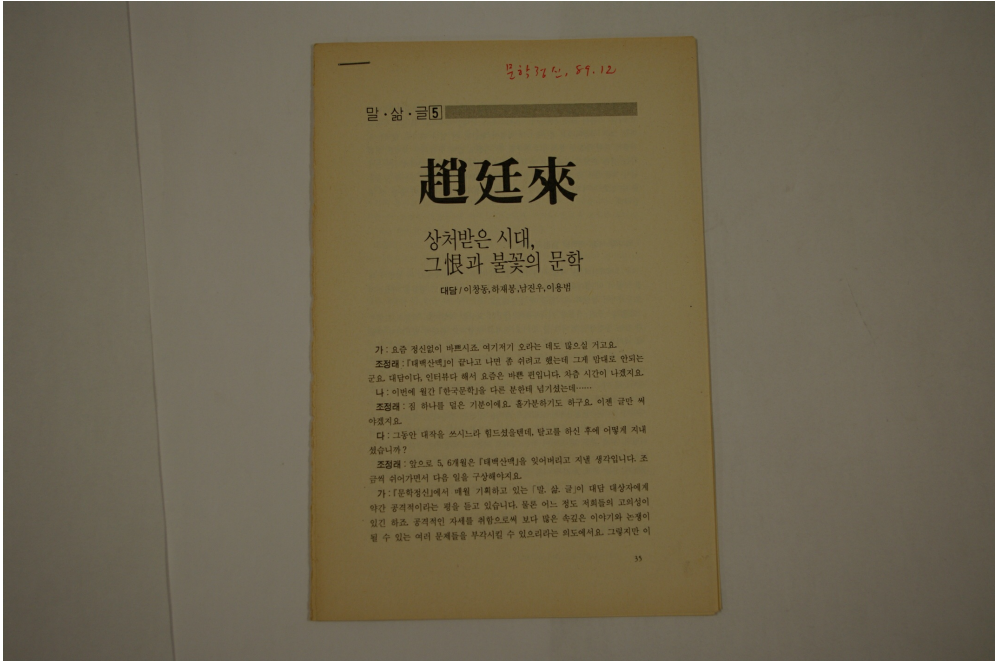 문학정신, 89.12
말·삶·글 5
趙廷來
상처받은 시대,
그恨과 불꽃의 문학
대담/이창동,하재봉,남진우,이용범
가 : 요즘 정신없이 바쁘시죠. 여기저기 오라는 데도 많으실 거고요.
조정래 : 『태백산맥』이 끝나고 나면 좀 쉬려고 했는데 그게 맘대로 안되는
군요. 대담이다, 인터뷰다 해서 요즘은 바쁜 편입니다. 차츰 시간이 나겠지요.
나 : 이번에 월간 『한국문학』을 다른 분한테 넘기셨는데……
조정래 : 짐 하나를 덜은 기분이에요. 홀가분하기도 하구요. 이젠 글만 써
야겠지요.
다 : 그동안 대작을 쓰시느라 힘드셨을텐데, 탈고를 하신 후에 어떻게 지내
셨습니까?
조정래 : 앞으로 5, 6개월은 『태백산맥』을 잊어버리고 지낼 생각입니다. 조
금씩 쉬어가면서 다음 일을 구상해야지요.
가 : 『문학정신』에서 매월 기획하고 있는 「말, 삶, 글」이 대담 대상자에게
약간 공격적이라는 평을 듣고 있습니다. 물론 어느 정도 저희들의 고의성이
있긴 하죠. 공격적인 자세를 취함으로써 보다 많은 속깊은 이야기와 논쟁이
될 수 있는 여러 문제들을 부각시킬 수 있으리라는 의도에서요. 그렇지만 이
35